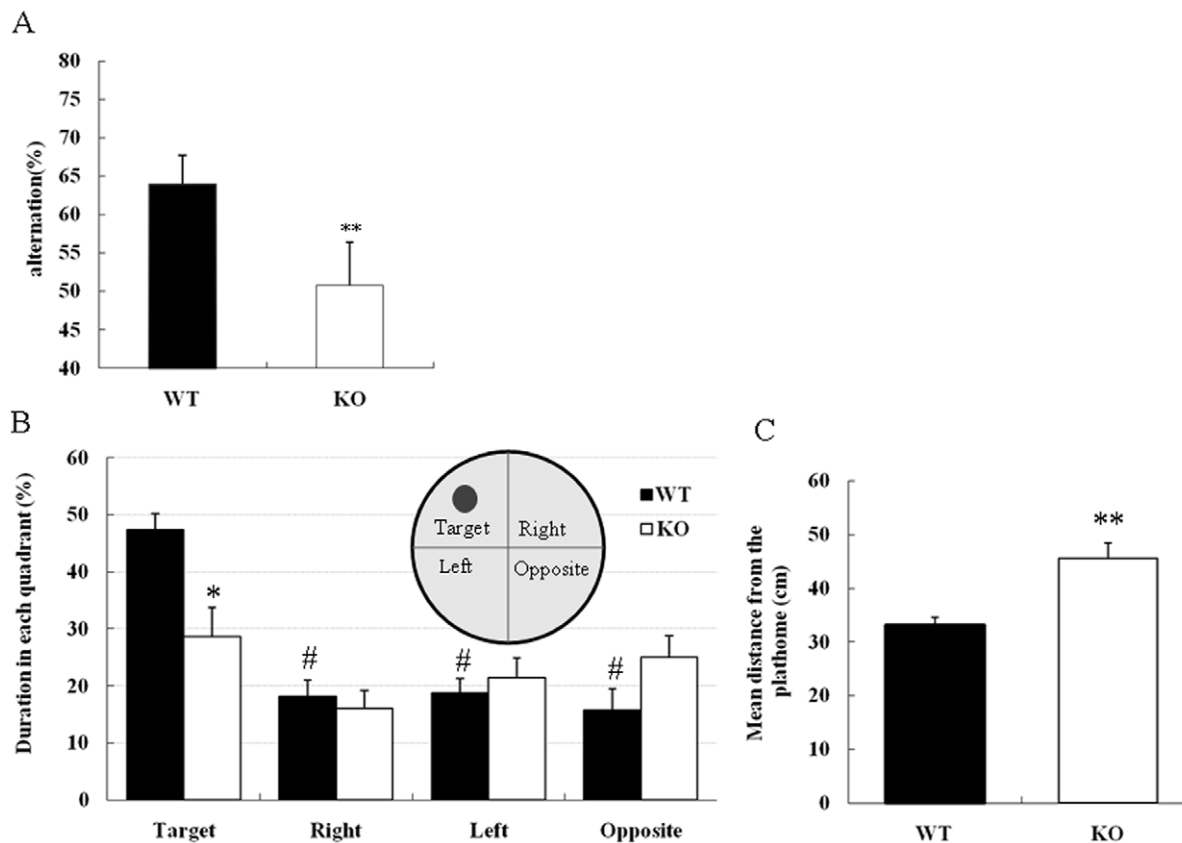 A
80
75
70
65
60
55
50
45
40
alternation(%)
**
WT
KO
B
60
50
40
30
20
10
0
Duration in each quadrant (%)
*
#
#
#
Target
Right
Left
Opposite
WT
KO
Target
Right
Left
Opposite
C
60
50
40
30
20
10
0
Mean distance from the
plathome (cm)
**
WT
KO